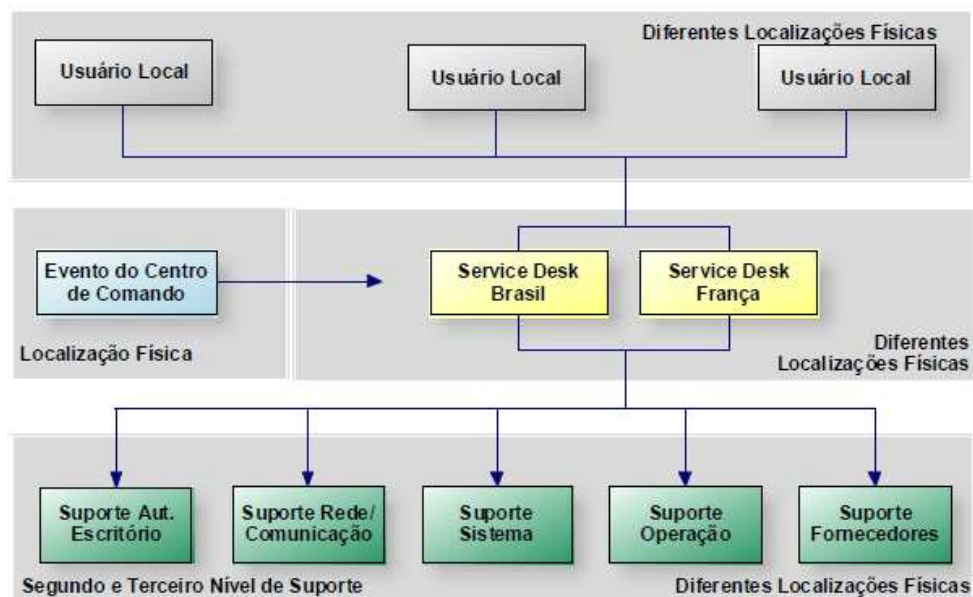 Diferentes Localizações Físicas
Usuário Local
Usuário Local
Usuário Local
Evento do Centro
de Comando
Service Desk
Brasil
Service Desk
França
Localização Física
Diferentes
Localizações Físicas
Suporte Aut.
Escritório
Suporte Rede/
Comunicação
Suporte
Sistema
Suporte
Operação
Suporte
Fornecedores
Segundo e Terceiro Nível de Suporte
Diferentes Localizações Físicas